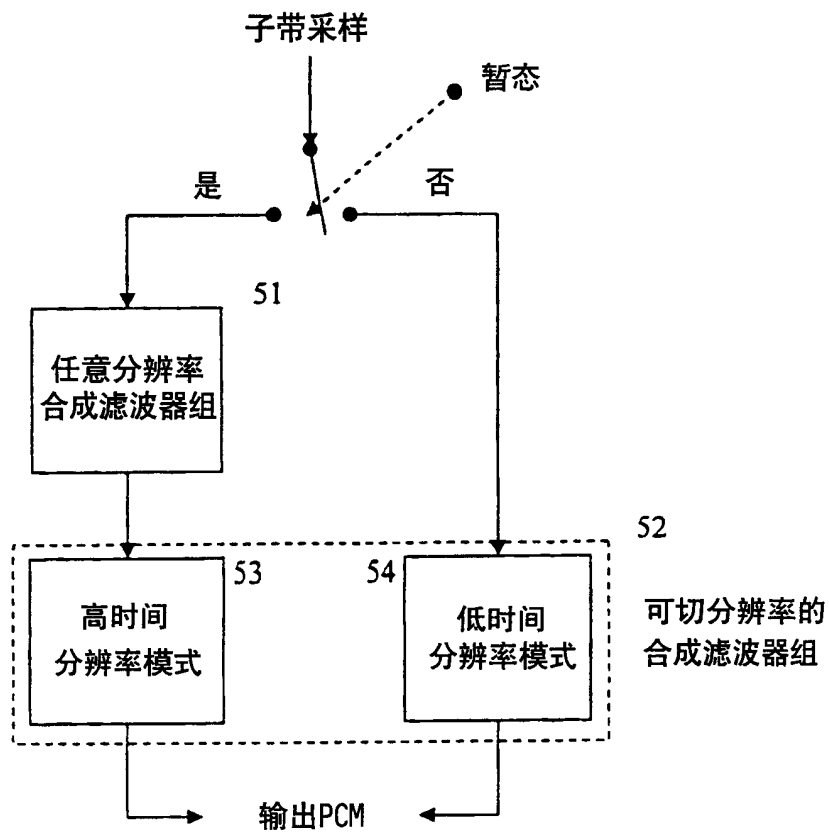 子带采样
暂态
是
否
51
任意分辨率
合成滤波器组
52
53
54
高时间
分辨率模式
低时间
分辨率模式
可切分辨率的
合成滤波器组
输出PCM